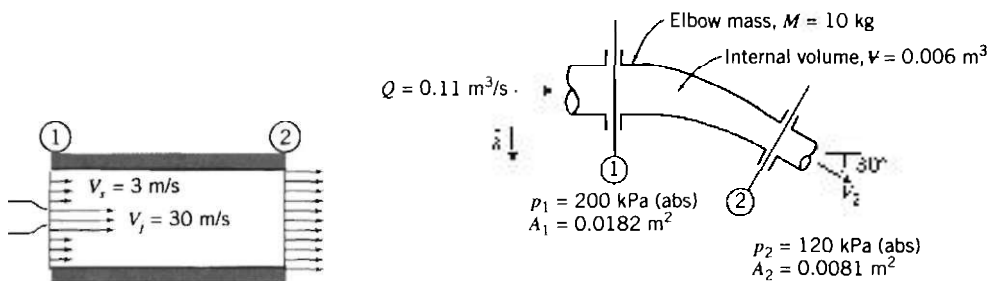 1
2
V_s = 3 m/s
V_j = 30 m/s
Elbow mass, M = 10 kg
Internal volume, V = 0.006 m³
Q = 0.11 m³/s
1
p₁ = 200 kPa (abs)
A₁ = 0.0182 m²
30°
V₂
2
p₂ = 120 kPa (abs)
A₂ = 0.0081 m²